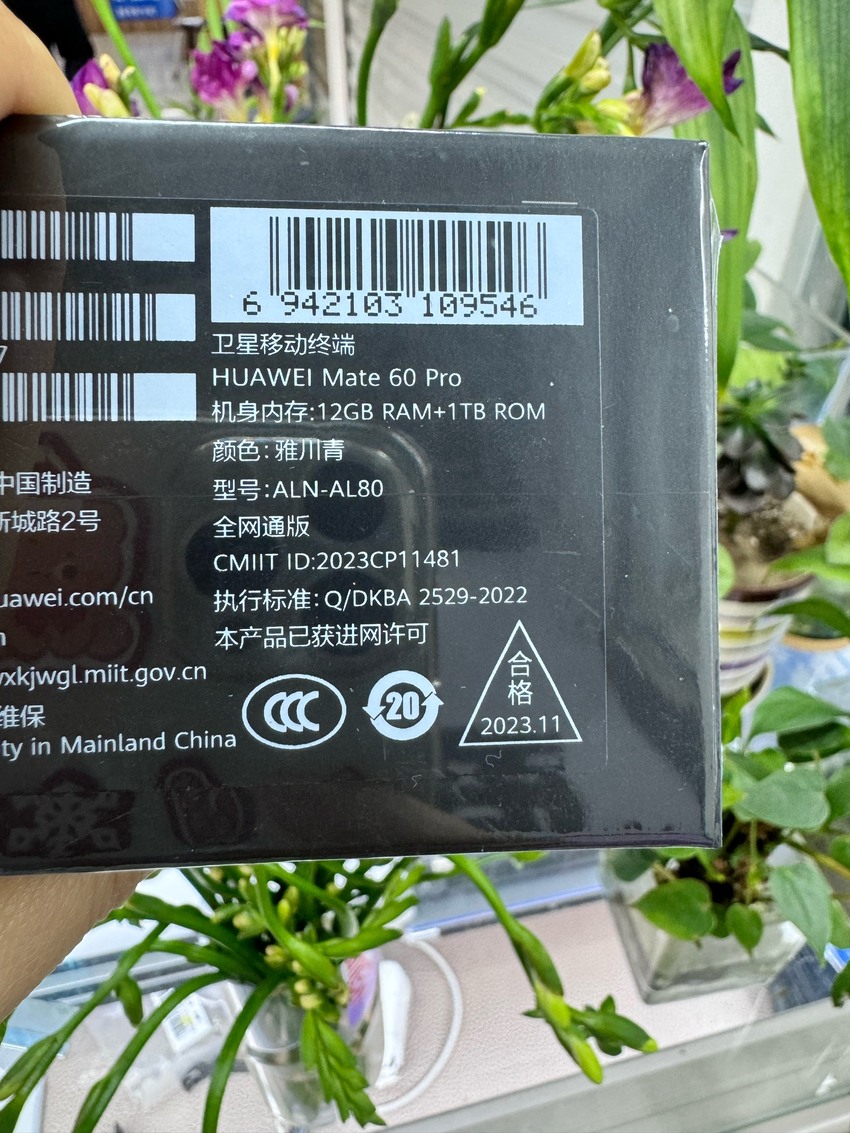 6 942103 109546
卫星移动终端
HUAWEI Mate 60 Pro
机身内存:12GB RAM+1TB ROM
颜色:雅川青
型号:ALN-AL80
全网通版
CMIIT ID:2023CP11481
执行标准:Q/DKBA 2529-2022
本产品已获进网许可
CCC
20
合格
2023.11
7
中国制造
新城路2号
uawei.com/cn
xkjwgl.miit.gov.cn
维保
ty in Mainland China